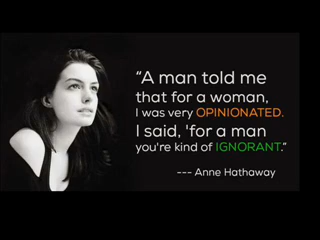 “A man told me
that for a woman,
I was very OPINIONATED.
I said, 'for a man
you're kind of IGNORANT.”
--- Anne Hathaway